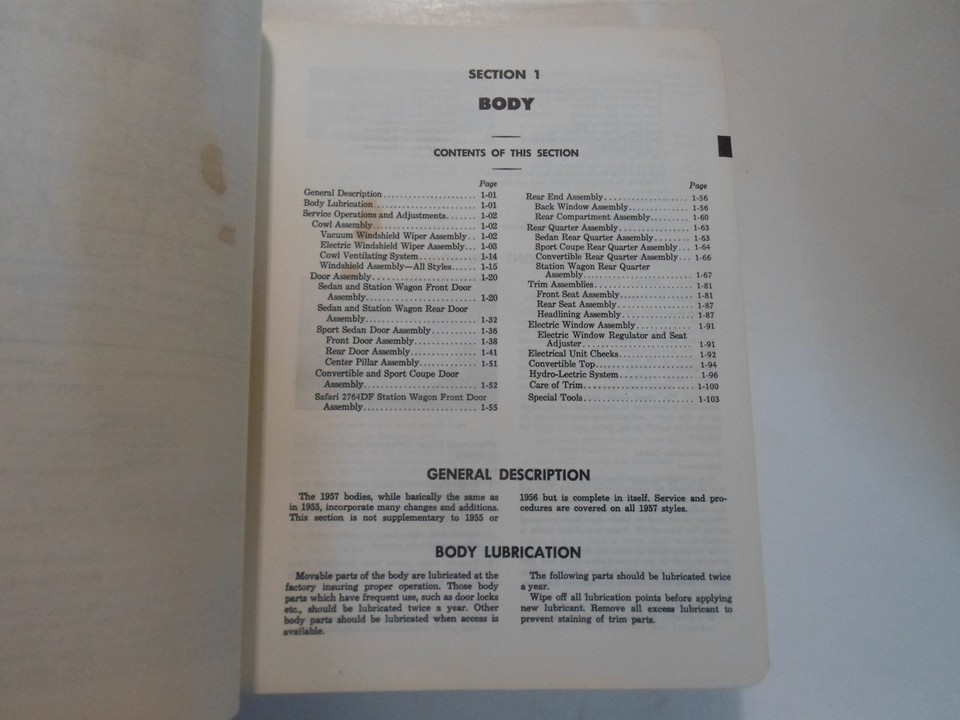 SECTION 1
BODY
CONTENTS OF THIS SECTION
Page
General Description 1-01
Body Lubrication 1-01
Service Operations and Adjustments 1-02
Cowl Assembly 1-02
Vacuum Windshield Wiper Assembly 1-02
Electric Windshield Wiper Assembly 1-03
Cowl Ventilating System 1-14
Windshield Assembly—All Styles 1-15
Door Assembly 1-20
Sedan and Station Wagon Front Door
Assembly 1-20
Sedan and Station Wagon Rear Door
Assembly 1-32
Sport Sedan Door Assembly 1-36
Front Door Assembly 1-38
Rear Door Assembly 1-41
Center Pillar Assembly 1-51
Convertible and Sport Coupe Door
Assembly 1-52
Safari 2764DF Station Wagon Front Door
Assembly 1-55
Page
Rear End Assembly 1-56
Back Window Assembly 1-56
Rear Compartment Assembly 1-60
Rear Quarter Assembly 1-63
Sedan Rear Quarter Assembly 1-63
Sport Coupe Rear Quarter Assembly 1-64
Convertible Rear Quarter Assembly 1-66
Station Wagon Rear Quarter
Assembly 1-67
Trim Assemblies 1-81
Front Seat Assembly 1-81
Rear Seat Assembly 1-87
Headlining Assembly 1-87
Electric Window Assembly 1-91
Electric Window Regulator and Seat
Adjuster 1-91
Electrical Unit Checks 1-92
Convertible Top 1-94
Hydro-Lectric System 1-96
Care of Trim 1-100
Special Tools 1-103
GENERAL DESCRIPTION
The 1957 bodies, while basically the same as
in 1955, incorporate many changes and additions.
This section is not supplementary to 1955 or
1956 but is complete in itself. Service and pro-
cedures are covered on all 1957 styles.
BODY LUBRICATION
Movable parts of the body are lubricated at the
factory insuring proper operation. Those body
parts which have frequent use, such as door locks
etc., should be lubricated twice a year. Other
body parts should be lubricated when access is
available.
The following parts should be lubricated twice
a year.
Wipe off all lubrication points before applying
new lubricant. Remove all excess lubricant to
prevent staining of trim parts.